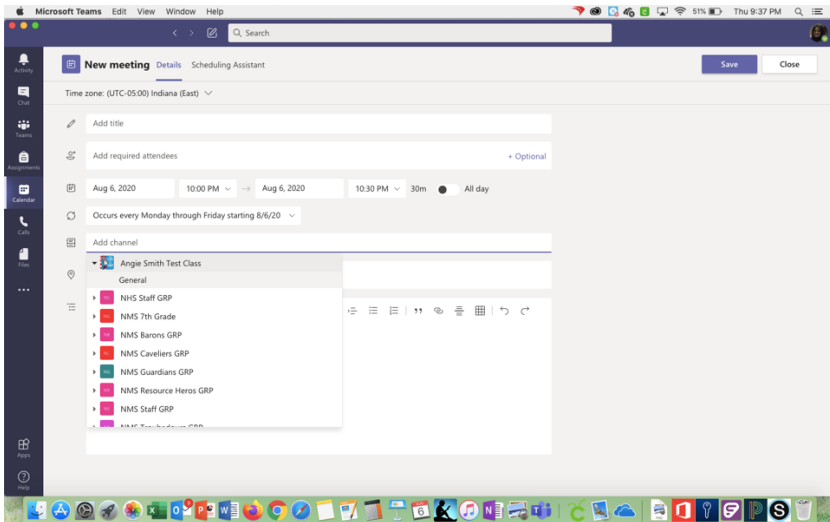 Microsoft Teams Edit View Window Help 51% Thu 9:37 PM
Search
Activity
New meeting Details Scheduling Assistant Save Close
Time zone: (UTC-05:00) Indiana (East)
Chat
Add title
Teams
Add required attendees + Optional
Assignments
Aug 6, 2020 10:00 PM → Aug 6, 2020 10:30 PM 30m All day
Calendar
Occurs every Monday through Friday starting 8/6/20
Calls
Add channel
Files
Angie Smith Test Class
General
NHS Staff GRP
NMS 7th Grade
NMS Barons GRP
NMS Caveliers GRP
NMS Guardians GRP
NMS Resource Heros GRP
NMS Staff GRP
NMS Troubadours GRP
Apps
Help